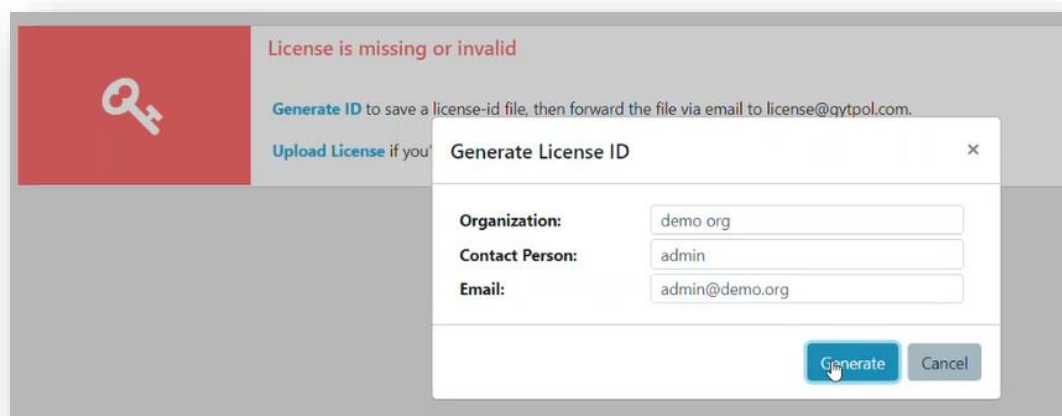 License is missing or invalid
Generate ID to save a license-id file, then forward the file via email to license@gytpol.com.
Upload License if you'
Generate License ID
×
Organization: demo org
Contact Person: admin
Email: admin@demo.org
Generate Cancel